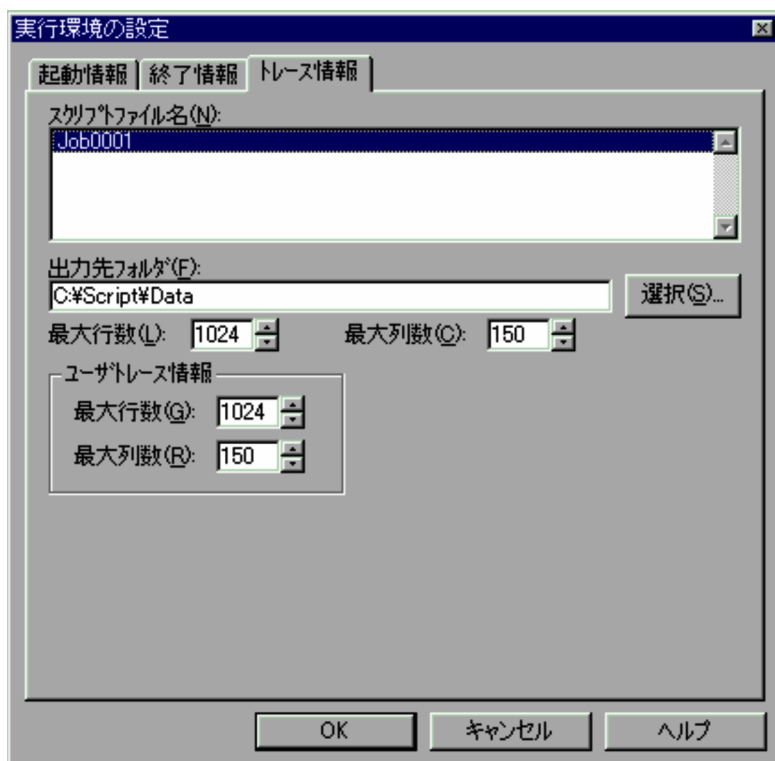 実行環境の設定
起動情報 終了情報 トレース情報
スクリプトファイル名(N):
Job0001
出力先フォルダ(F):
C:¥Script¥Data 選択(S)...
最大行数(L): 1024 最大列数(C): 150
ユーザトレース情報
最大行数(G): 1024
最大列数(R): 150
OK キャンセル ヘルプ